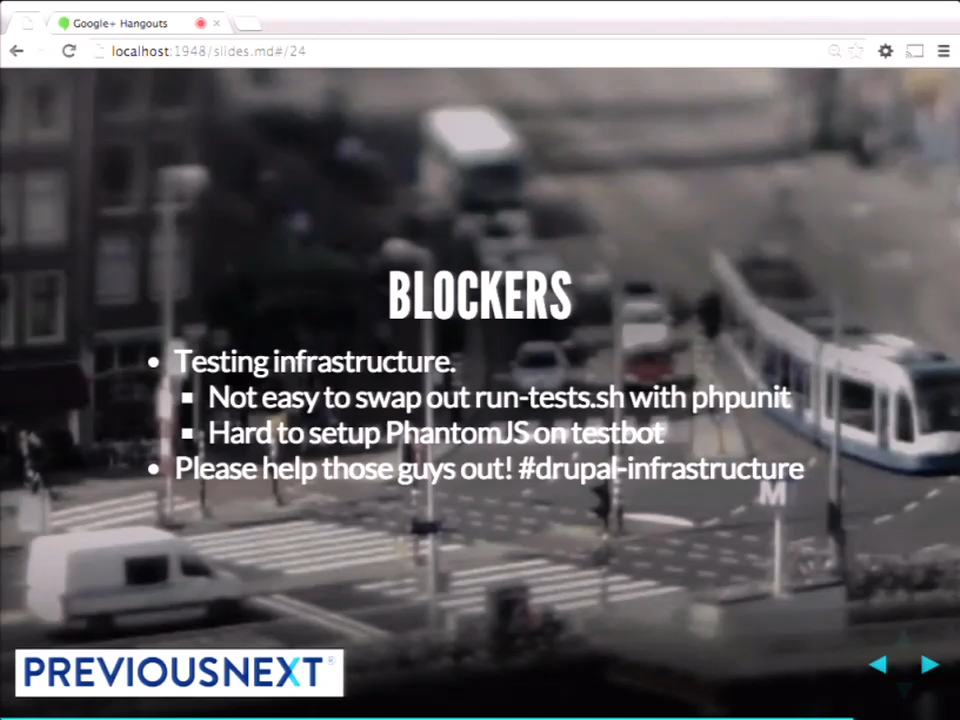 Google+ Hangouts
localhost:1948/slides.md#/24
BLOCKERS
Testing infrastructure.
Not easy to swap out run-tests.sh with phpunit
Hard to setup PhantomJS on testbot
Please help those guys out! #drupal-infrastructure
M
PREVIOUSNEXT®